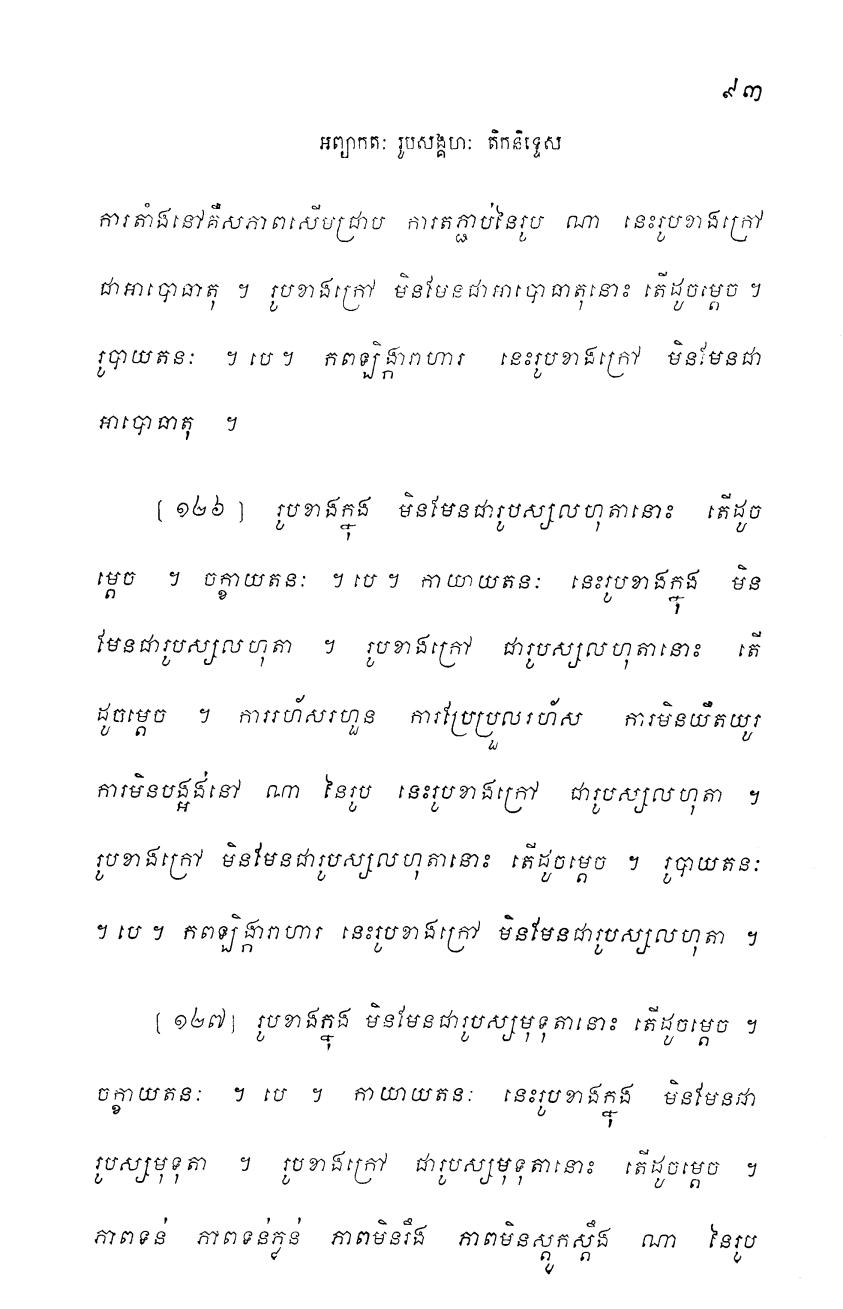 ៩៣
អព្យាកតៈ រូបសង្គហៈ តិកនិទ្ទេស
ការតាំងនៅគឺសភាពសើបជ្រាប ការតភ្ជាប់នៃរូប ណា នេះរូបខាងក្រៅ
ជាអាបោធាតុ ។ រូបខាងក្រៅ មិនមែនជាអាបោធាតុនោះ តើដូចម្តេច ។
រូបាយតនៈ ។ បេ ។ កពឡិង្ការាហារ នេះរូបខាងក្រៅ មិនមែនជា
អាបោធាតុ ។
[ ១២៦ ] រូបខាងក្នុង មិនមែនជារូបស្សលហុតានោះ តើដូច
ម្តេច ។ ចក្ខាយតនៈ ។ បេ ។ កាយាយតនៈ នេះរូបខាងក្នុង មិន
មែនជារូបស្សលហុតា ។ រូបខាងក្រៅ ជារូបស្សលហុតានោះ តើ
ដូចម្តេច ។ ការរហ័សរហួន ការប្រែប្រួលរហ័ស ការមិនយឺតយូរ
ការមិនបង្អង់នៅ ណា នៃរូប នេះរូបខាងក្រៅ ជារូបស្សលហុតា ។
រូបខាងក្រៅ មិនមែនជារូបស្សលហុតានោះ តើដូចម្តេច ។ រូបាយតនៈ
។ បេ ។ កពឡិង្ការាហារ នេះរូបខាងក្រៅ មិនមែនជារូបស្សលហុតា ។
[ ១២៧ ] រូបខាងក្នុង មិនមែនជារូបស្សមុទុតានោះ តើដូចម្តេច ។
ចក្ខាយតនៈ ។ បេ ។ កាយាយតនៈ នេះរូបខាងក្នុង មិនមែនជា
រូបស្សមុទុតា ។ រូបខាងក្រៅ ជារូបស្សមុទុតានោះ តើដូចម្តេច ។
ភាពទន់ ភាពទន់ភ្លន់ ភាពមិនរឹង ភាពមិនស្តូកស្តឹង ណា នៃរូប